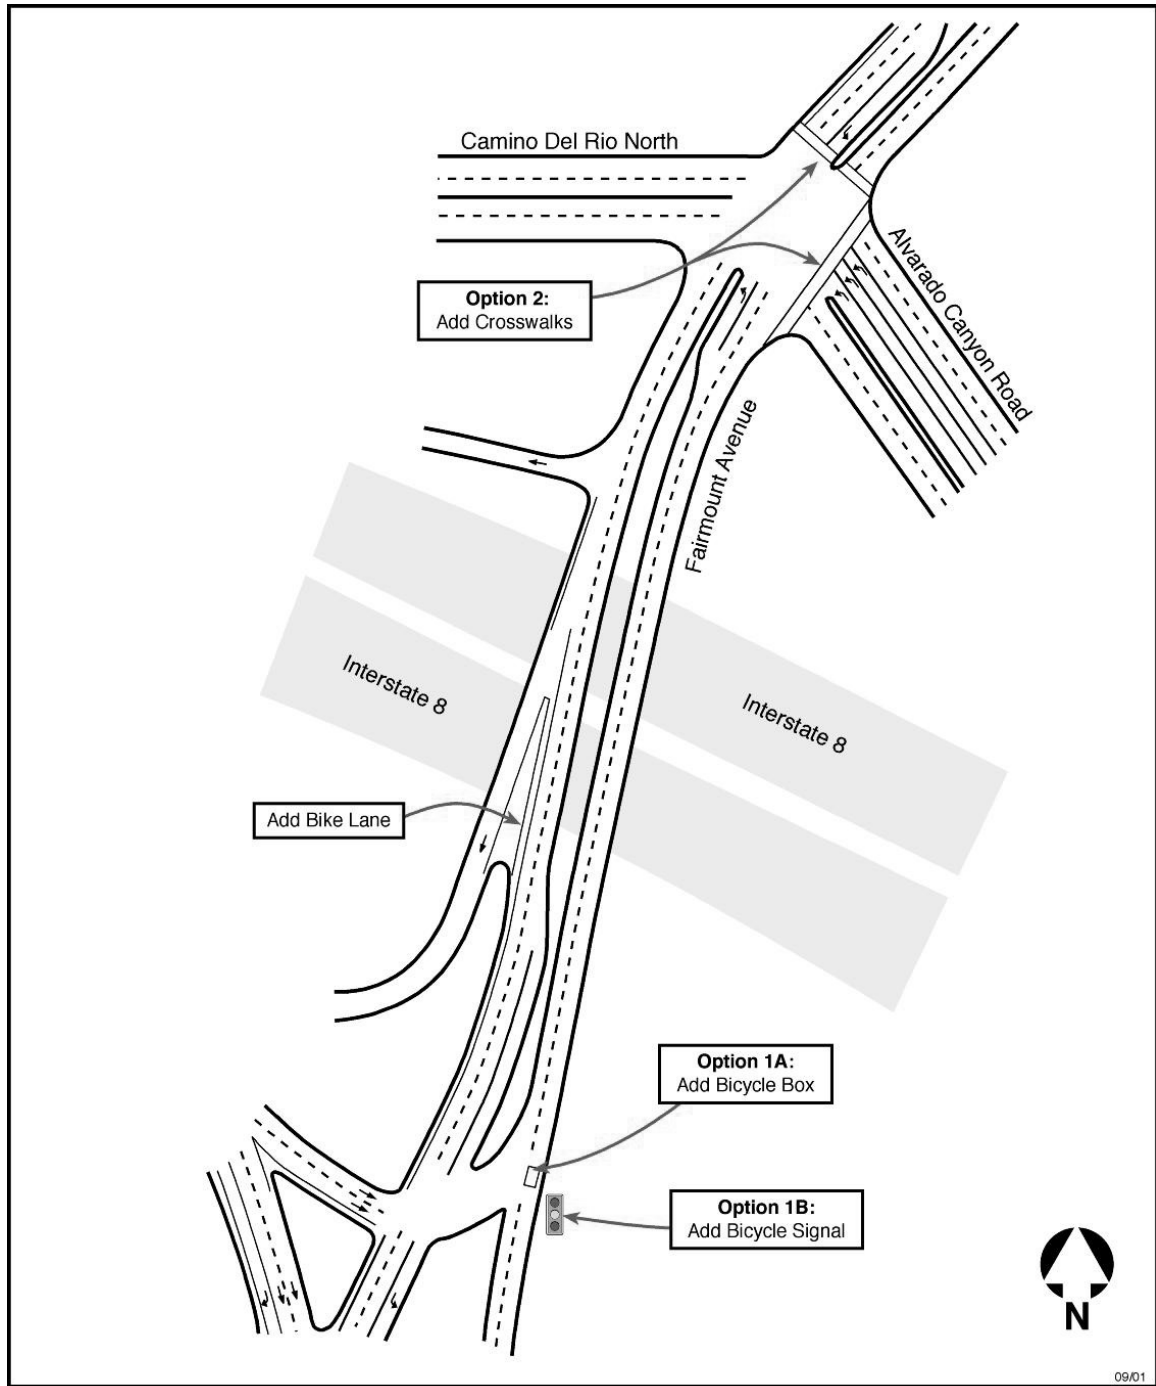 Camino Del Rio North
Option 2:
Add Crosswalks
Alvarado Canyon Road
Fairmount Avenue
Interstate 8
Interstate 8
Add Bike Lane
Option 1A:
Add Bicycle Box
Option 1B:
Add Bicycle Signal
N
09/01